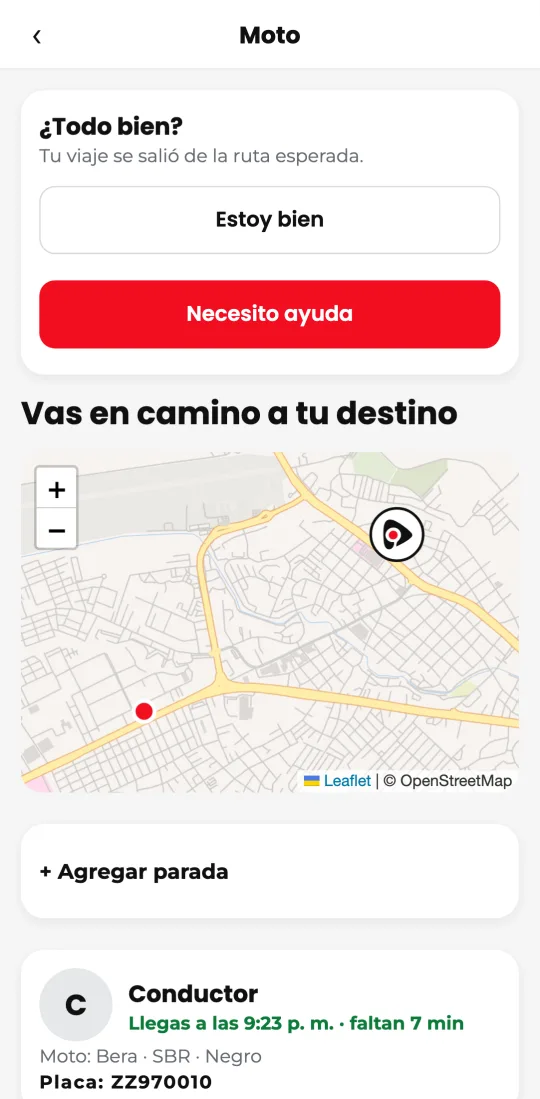 ‹
Moto
¿Todo bien?
Tu viaje se salió de la ruta esperada.
Estoy bien
Necesito ayuda
Vas en camino a tu destino
+
−
Leaflet | © OpenStreetMap
+ Agregar parada
C
Conductor
Llegas a las 9:23 p. m. · faltan 7 min
Moto: Bera · SBR · Negro
Placa: ZZ970010